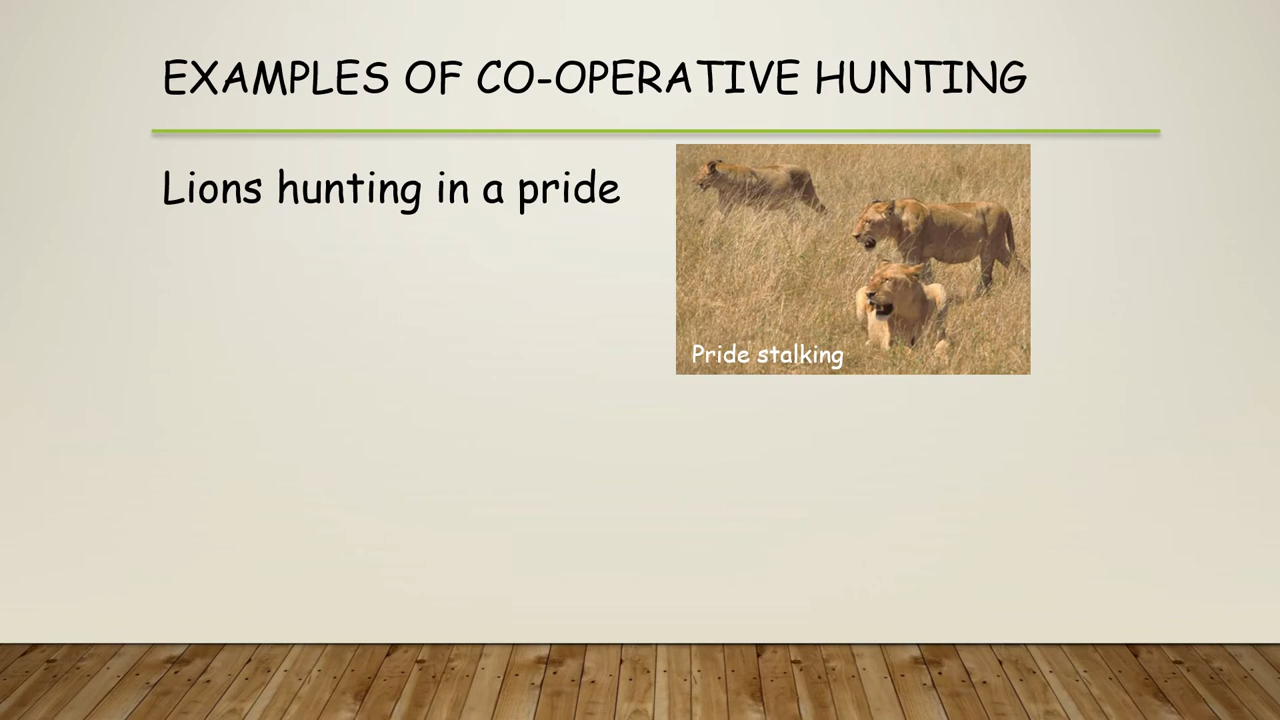 EXAMPLES OF CO-OPERATIVE HUNTING
Lions hunting in a pride
Pride stalking